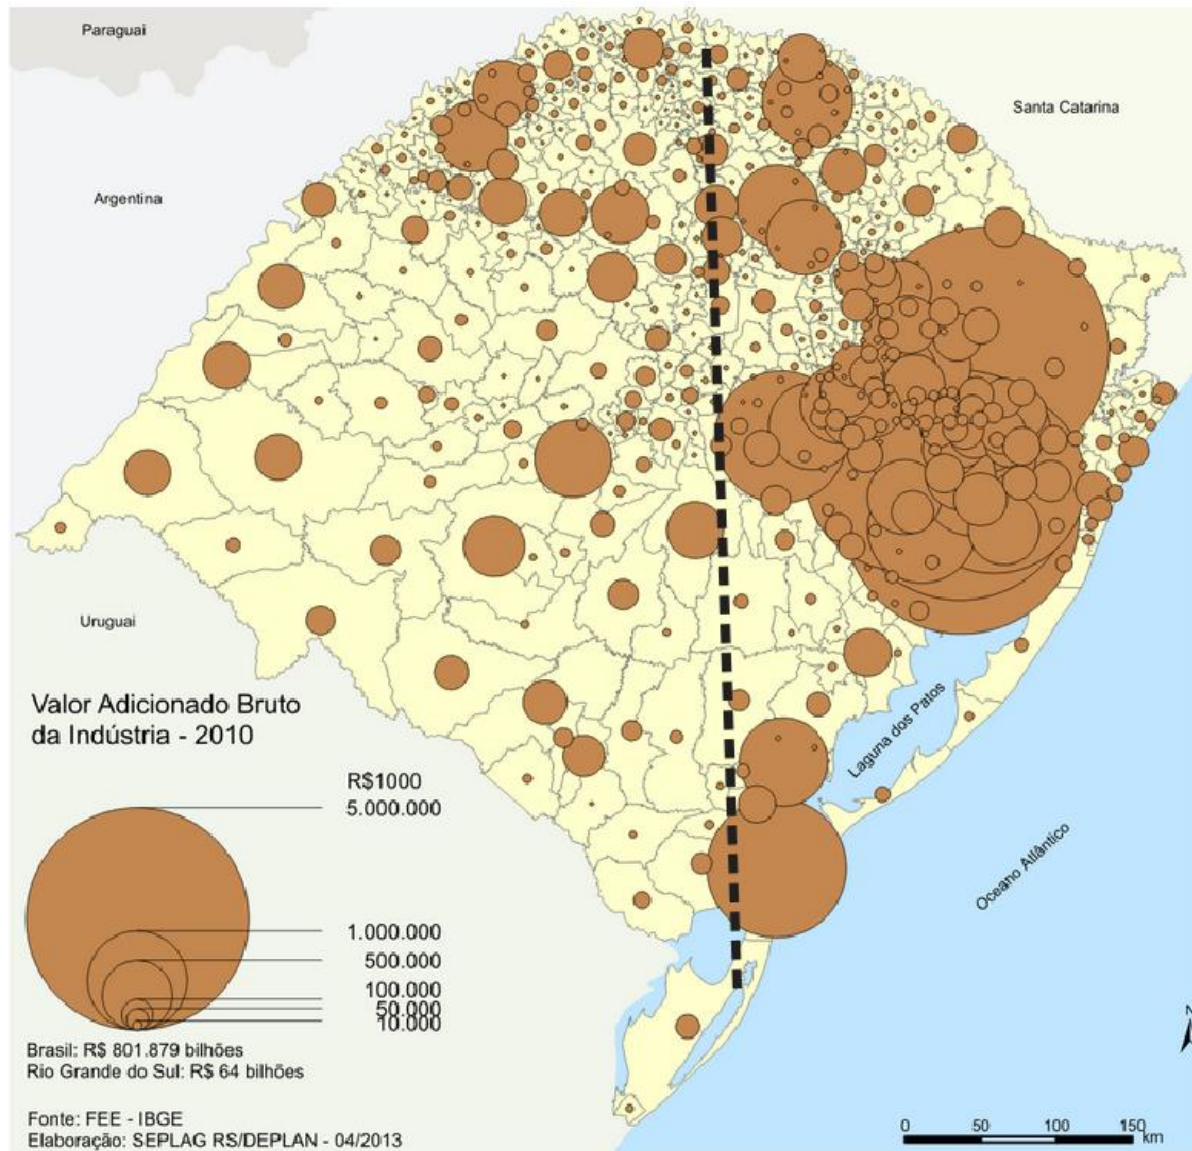 Paraguai
Santa Catarina
Argentina
Uruguai
Laguna dos Patos
Oceano Atlântico
Valor Adicionado Bruto
da Indústria - 2010
R$1000
5.000.000
1.000.000
500.000
100.000
50.000
10.000
Brasil: R$ 801.879 bilhões
Rio Grande do Sul: R$ 64 bilhões
Fonte: FEE - IBGE
Elaboração: SEPLAG RS/DEPLAN - 04/2013
0 50 100 150
km